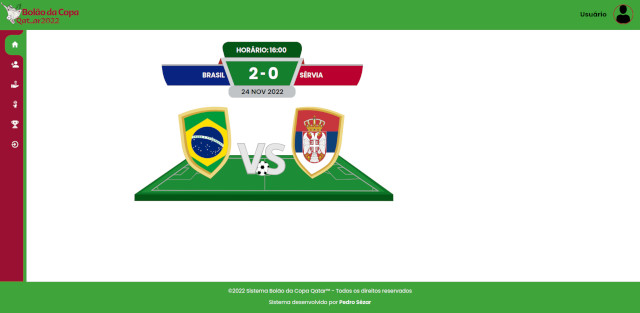 Bolão da Copa
Qatar 2022
Usuário
HORÁRIO: 16:00
BRASIL
2 - 0
SÉRVIA
24 NOV 2022
VS
©2022 Sistema Bolão da Copa Qatar™ - Todos os direitos reservados
Sistema desenvolvido por Pedro Sézar